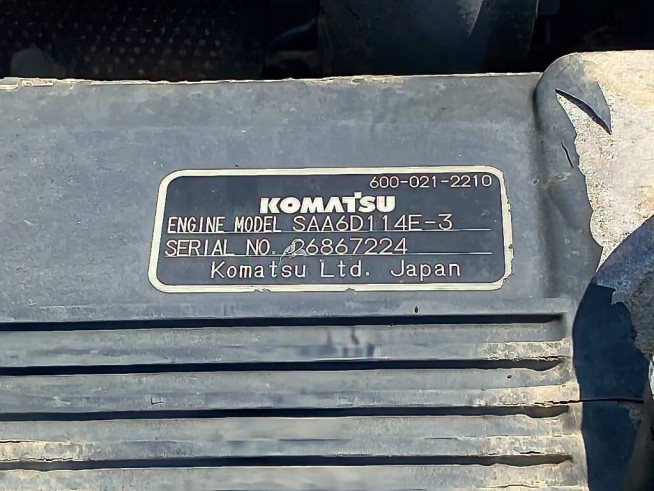 600-021-2210
KOMATSU
ENGINE MODEL SAA6D114E-3
SERIAL NO. 26867224
Komatsu Ltd. Japan